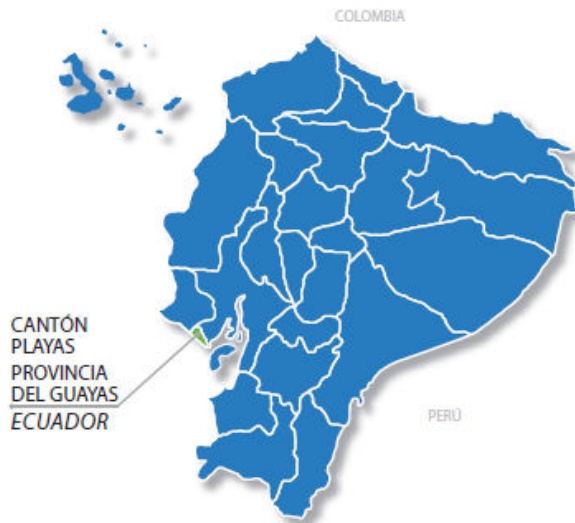 COLOMBIA
CANTÓN
PLAYAS
PROVINCIA
DEL GUAYAS
ECUADOR
PERÚ